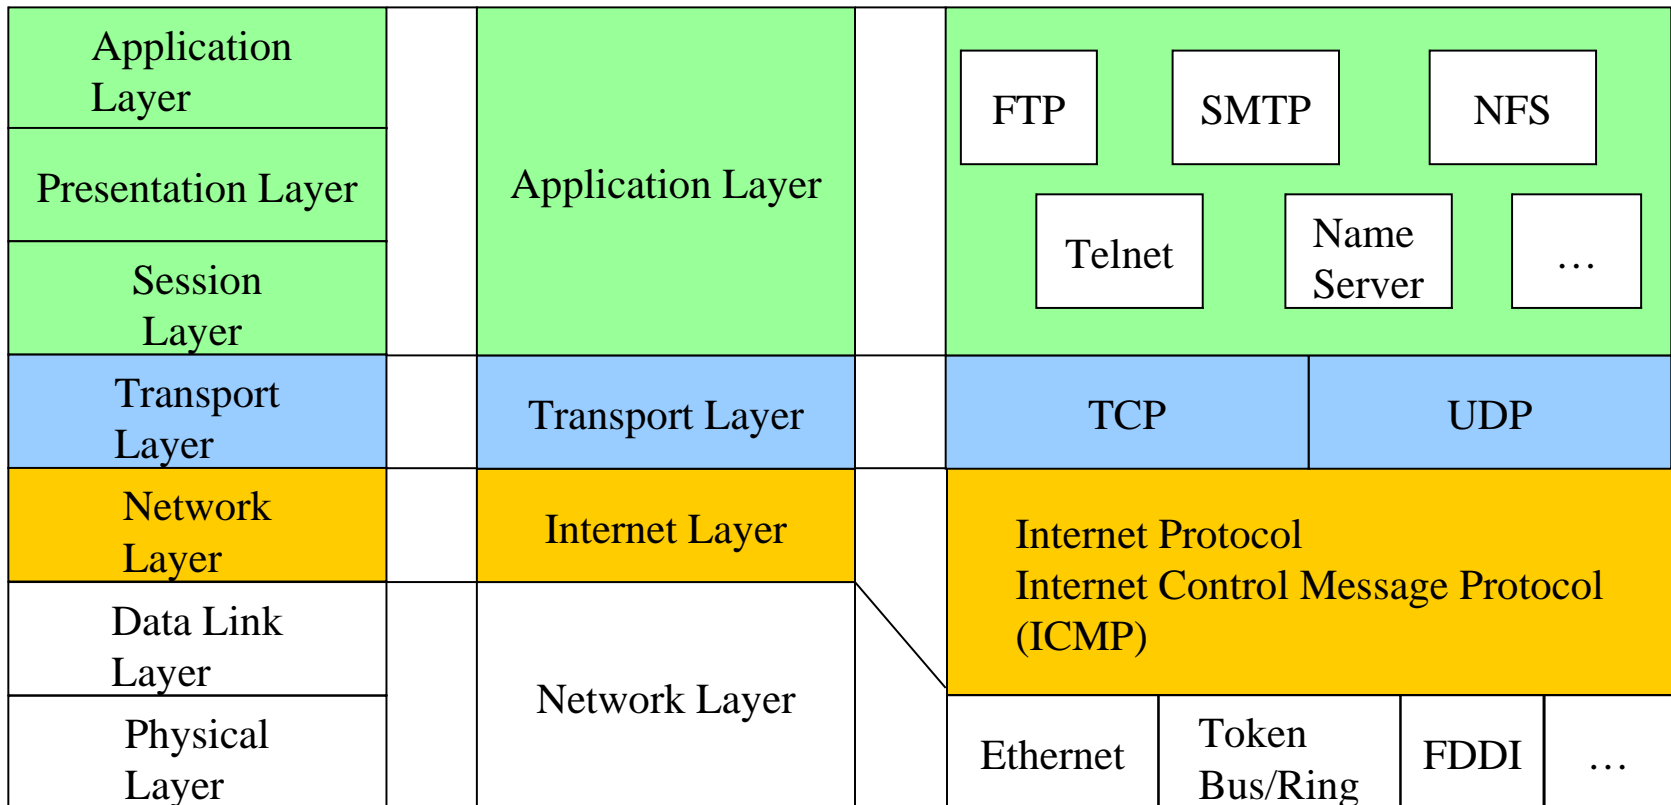 Application
Layer
Presentation Layer
Session
Layer
Transport
Layer
Network
Layer
Data Link
Layer
Physical
Layer
Application Layer
Transport Layer
Internet Layer
Network Layer
FTP
SMTP
NFS
Telnet
Name
Server
…
TCP
UDP
Internet Protocol
Internet Control Message Protocol
(ICMP)
Ethernet
Token
Bus/Ring
FDDI
…